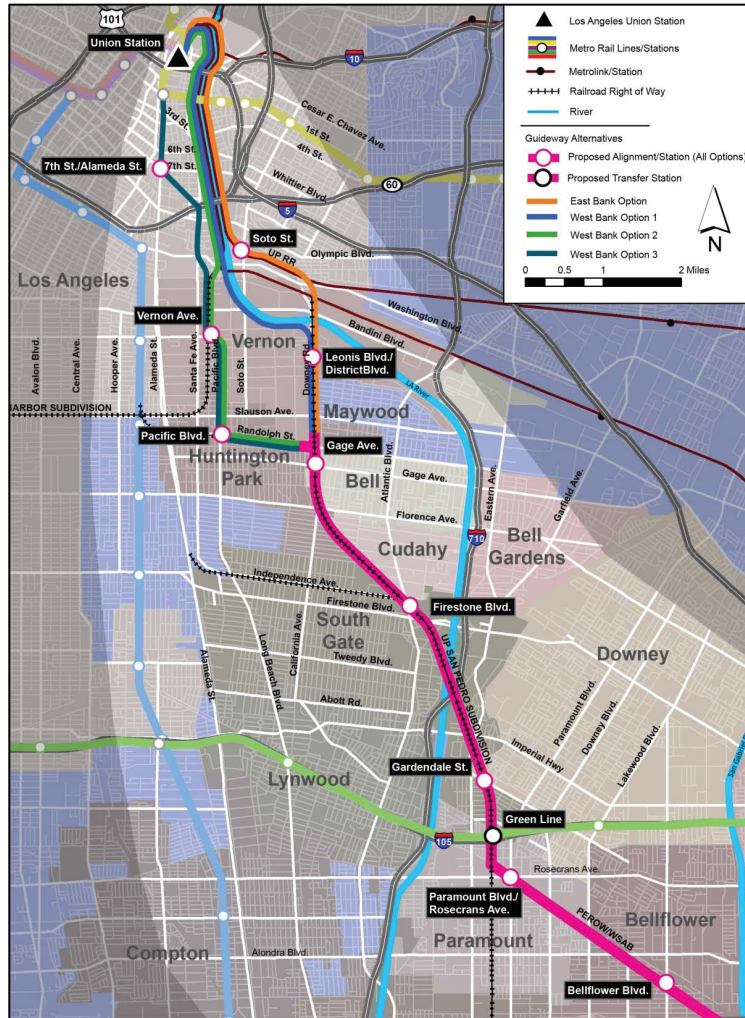 101
Union Station
10
3rd St.
Cesar E. Chavez Ave.
1st St.
4th St.
6th St.
7th St.
7th St./Alameda St.
Whittier Blvd.
60
5
Soto St.
Olympic Blvd.
UP RR
Los Angeles
Washington Blvd.
Bandini Blvd.
Vernon Ave.
Vernon
Leonis Blvd./
DistrictBlvd.
Avalon Blvd.
Central Ave.
Hooper Ave.
Alameda St.
Santa Fe Ave.
Pacific Blvd.
Soto St.
Downey Rd.
LA River
HARBOR SUBDIVISION
Slauson Ave.
Maywood
Pacific Blvd.
Randolph St.
Gage Ave.
Huntington
Park
Bell
Atlantic Blvd.
Gage Ave.
Eastern Ave.
Garfield Ave.
Florence Ave.
Cudahy
710
Bell
Gardens
Independence Ave.
Firestone Blvd.
Firestone Blvd.
South
Gate
Alameda St.
Long Beach Blvd.
California Ave.
Tweedy Blvd.
Abott Rd.
UP SAN PEDRO SUBDIVISION
Downey
Paramount Blvd.
Downey Blvd.
Lakewood Blvd.
Imperial Hwy
Lynwood
Gardendale St.
Green Line
105
Rosecrans Ave.
Paramount Blvd./
Rosecrans Ave.
PEROW/WSAB
Bellflower
Paramount
Compton
Alondra Blvd.
Bellflower Blvd.
Los Angeles Union Station
Metro Rail Lines/Stations
Metrolink/Station
Railroad Right of Way
River
Guideway Alternatives
Proposed Alignment/Station (All Options)
Proposed Transfer Station
East Bank Option
West Bank Option 1
West Bank Option 2
West Bank Option 3
N
0 0.5 1 2 Miles